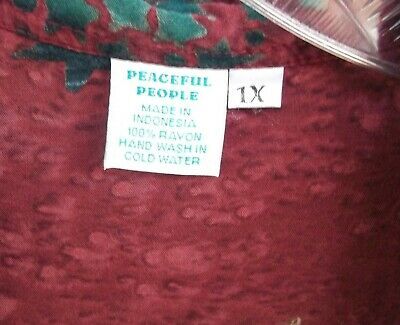 PEACEFUL
PEOPLE
MADE IN
INDONESIA
100% RAYON
HAND WASH IN
COLD WATER
1X